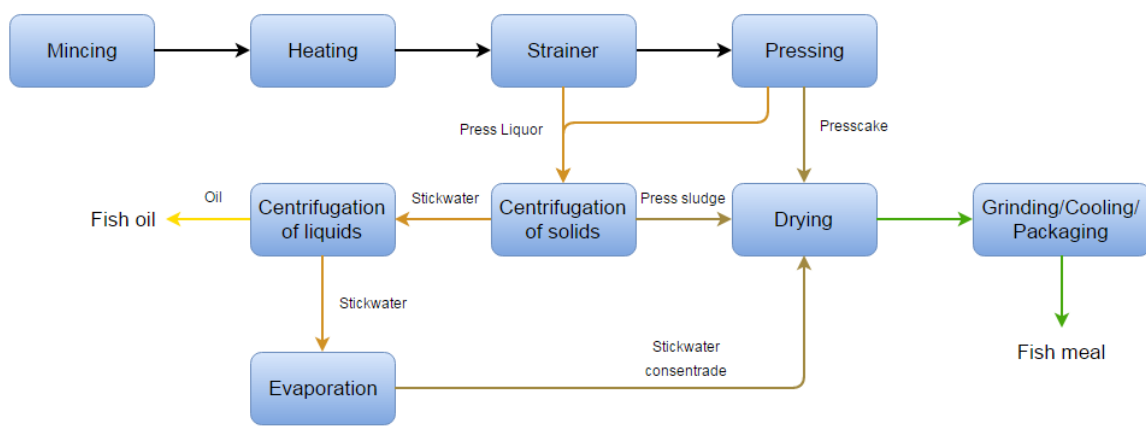 Mincing
Heating
Strainer
Pressing
Press Liquor
Presscake
Oil
Stickwater
Press sludge
Fish oil
Centrifugation
of liquids
Centrifugation
of solids
Drying
Grinding/Cooling/
Packaging
Stickwater
Stickwater
consentrade
Fish meal
Evaporation